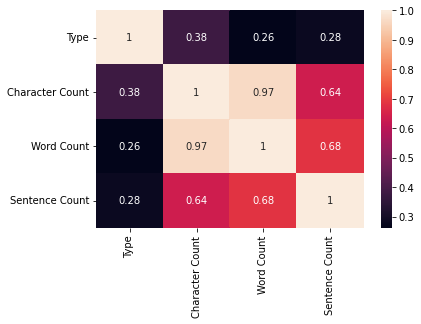 Type 1 0.38 0.26 0.28
Character Count 0.38 1 0.97 0.64
Word Count 0.26 0.97 1 0.68
Sentence Count 0.28 0.64 0.68 1
Type
Character Count
Word Count
Sentence Count
1.0
0.9
0.8
0.7
0.6
0.5
0.4
0.3